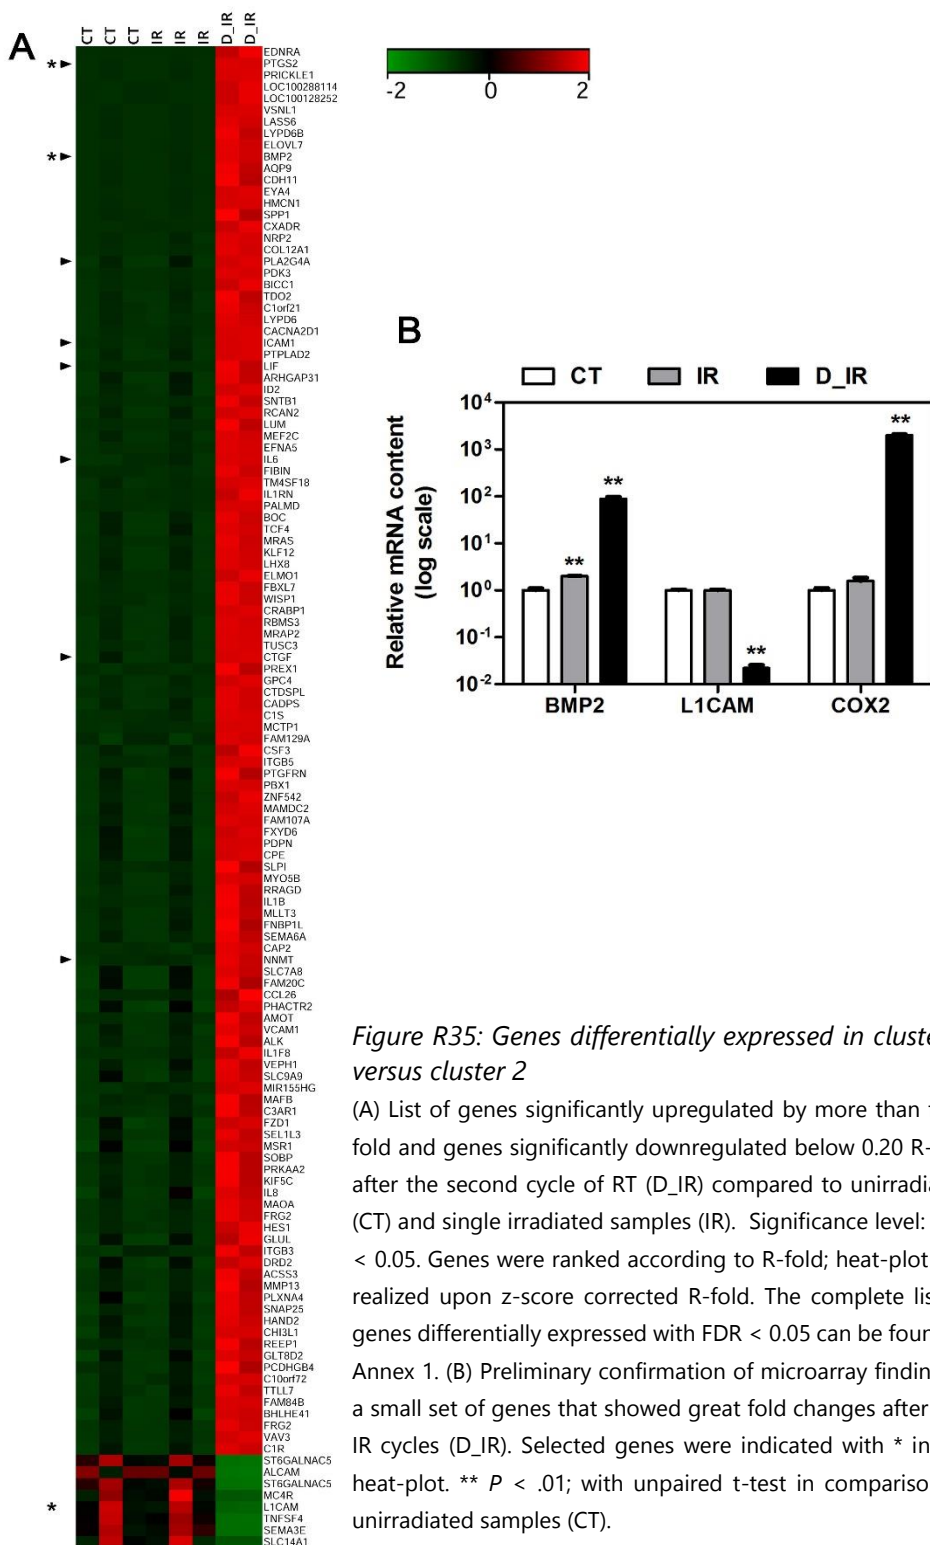 A
CT CT CT IR IR IR D_IR D_IR
-2 0 2
EDNRA
* PTGS2
PRICKLE1
LOC100288114
LOC100128252
VSNL1
LASS6
LYPD6B
ELOVL7
* BMP2
AQP9
CDH11
EYA4
HMCN1
SPP1
CXADR
NRP2
COL12A1
PLA2G4A
PDK3
BICC1
TDO2
C1orf21
LYPD6
CACNA2D1
ICAM1
PTPLAD2
LIF
ARHGAP31
ID2
SNTB1
RCAN2
LUM
MEF2C
EFNA5
IL6
FIBIN
TM4SF18
IL1RN
PALMD
BOC
TCF4
MRAS
KLF12
LHX8
ELMO1
FBXL7
WISP1
CRABP1
RBMS3
MRAP2
TUSC3
CTGF
PREX1
GPC4
CTDSPL
CADPS
C1S
MCTP1
FAM129A
CSF3
ITGB5
PTGFRN
PBX1
ZNF542
MAMDC2
FAM107A
FXYD6
PDPN
CPE
SLPI
MYO5B
RRAGD
IL1B
MLLT3
FNBP1L
SEMA6A
CAP2
NNMT
SLC7A8
FAM20C
CCL26
PHACTR2
AMOT
VCAM1
ALK
IL1F8
VEPH1
SLC9A9
MIR155HG
MAFB
C3AR1
FZD1
SEL1L3
MSR1
SOBP
PRKAA2
KIF5C
IL8
MAOA
FRG2
HES1
GLUL
ITGB3
DRD2
ACSS3
MMP13
PLXNA4
SNAP25
HAND2
CHI3L1
REEP1
GLT8D2
PCDHGB4
C10orf72
TTLL7
FAM84B
BHLHE41
FRG2
VAV3
C1R
ST6GALNAC5
ALCAM
ST6GALNAC5
MC4R
* L1CAM
TNFSF4
SEMA3E
SLC14A1
B
CT IR D_IR
Relative mRNA content
(log scale)
10⁴
10³
10²
10¹
10⁰
10⁻¹
10⁻²
** ** ** **
BMP2 L1CAM COX2
Figure R35: Genes differentially expressed in cluste
versus cluster 2
(A) List of genes significantly upregulated by more than
fold and genes significantly downregulated below 0.20 R-
after the second cycle of RT (D_IR) compared to unirradia
(CT) and single irradiated samples (IR). Significance level:
< 0.05. Genes were ranked according to R-fold; heat-plot
realized upon z-score corrected R-fold. The complete lis
genes differentially expressed with FDR < 0.05 can be foun
Annex 1. (B) Preliminary confirmation of microarray finding
a small set of genes that showed great fold changes after
IR cycles (D_IR). Selected genes were indicated with * in
heat-plot. ** P < .01; with unpaired t-test in compariso
unirradiated samples (CT).